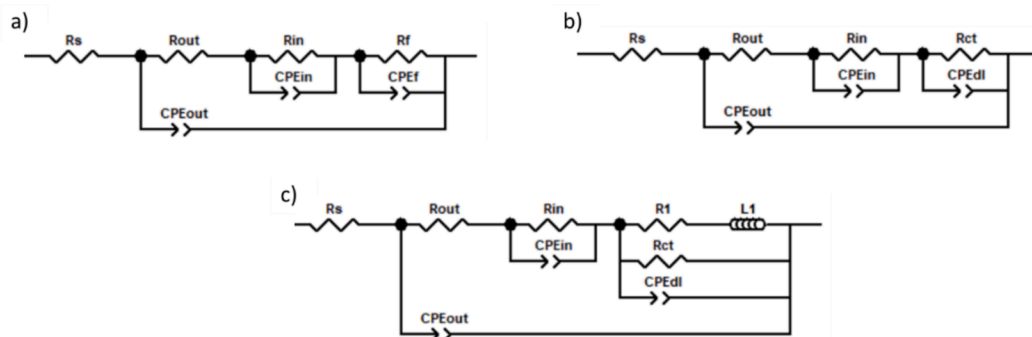 a)
Rs Rout Rin Rf
CPEin CPEf
CPEout
b)
Rs Rout Rin Rct
CPEin CPEdl
CPEout
c)
Rs Rout Rin R1 L1
CPEin Rct
CPEdl
CPEout